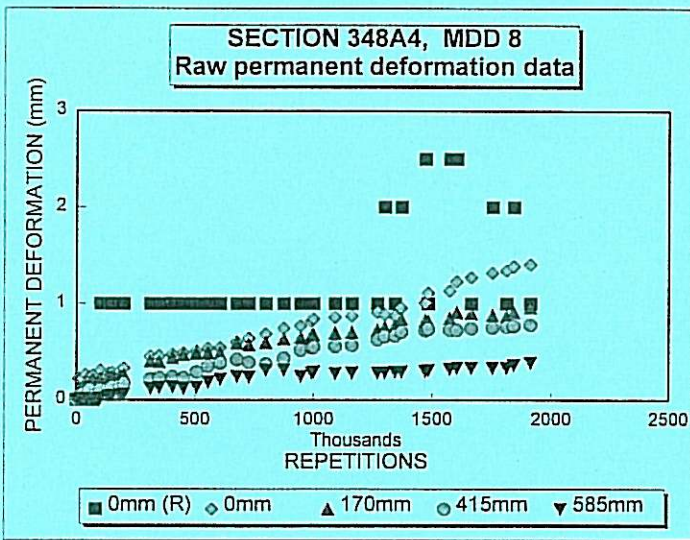 SECTION 348A4, MDD 8
Raw permanent deformation data
PERMANENT DEFORMATION (mm)
3
2
1
0
0 500 1000 1500 2000 2500
Thousands
REPETITIONS
0mm (R) 0mm 170mm 415mm 585mm